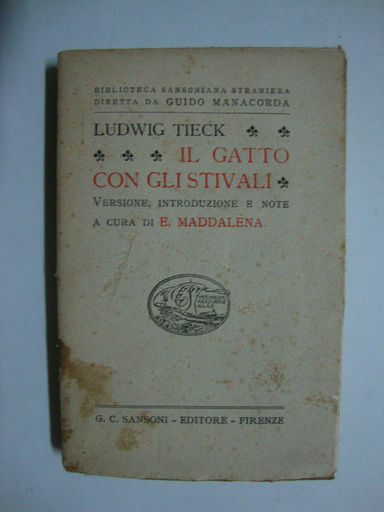 BIBLIOTECA SANSONIANA STRANIERA
DIRETTA DA GUIDO MANACORDA
LUDWIG TIECK
IL GATTO
CON GLI STIVALI
VERSIONE, INTRODUZIONE E NOTE
A CURA DI E. MADDALENA.
G. C. SANSONI - EDITORE - FIRENZE